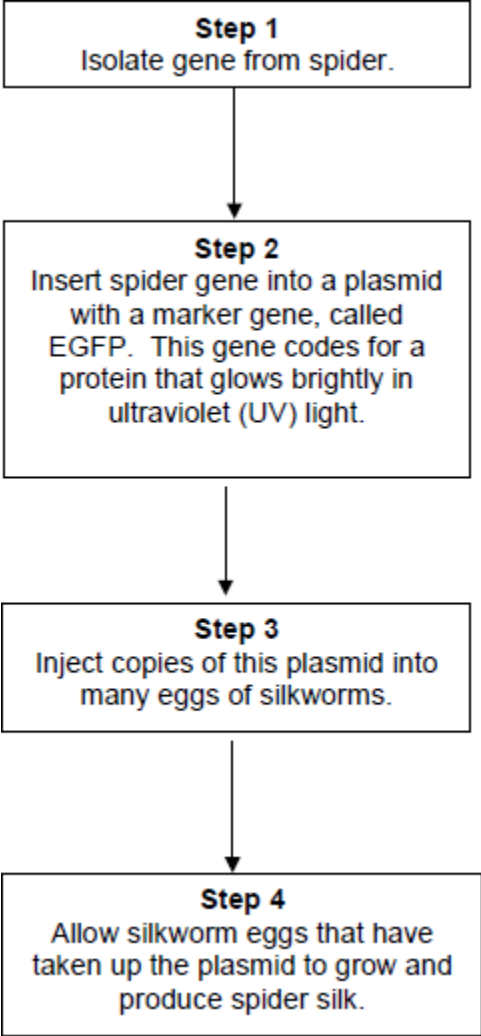 Step 1
Isolate gene from spider.
Step 2
Insert spider gene into a plasmid
with a marker gene, called
EGFP.  This gene codes for a
protein that glows brightly in
ultraviolet (UV) light.
Step 3
Inject copies of this plasmid into
many eggs of silkworms.
Step 4
Allow silkworm eggs that have
taken up the plasmid to grow and
produce spider silk.